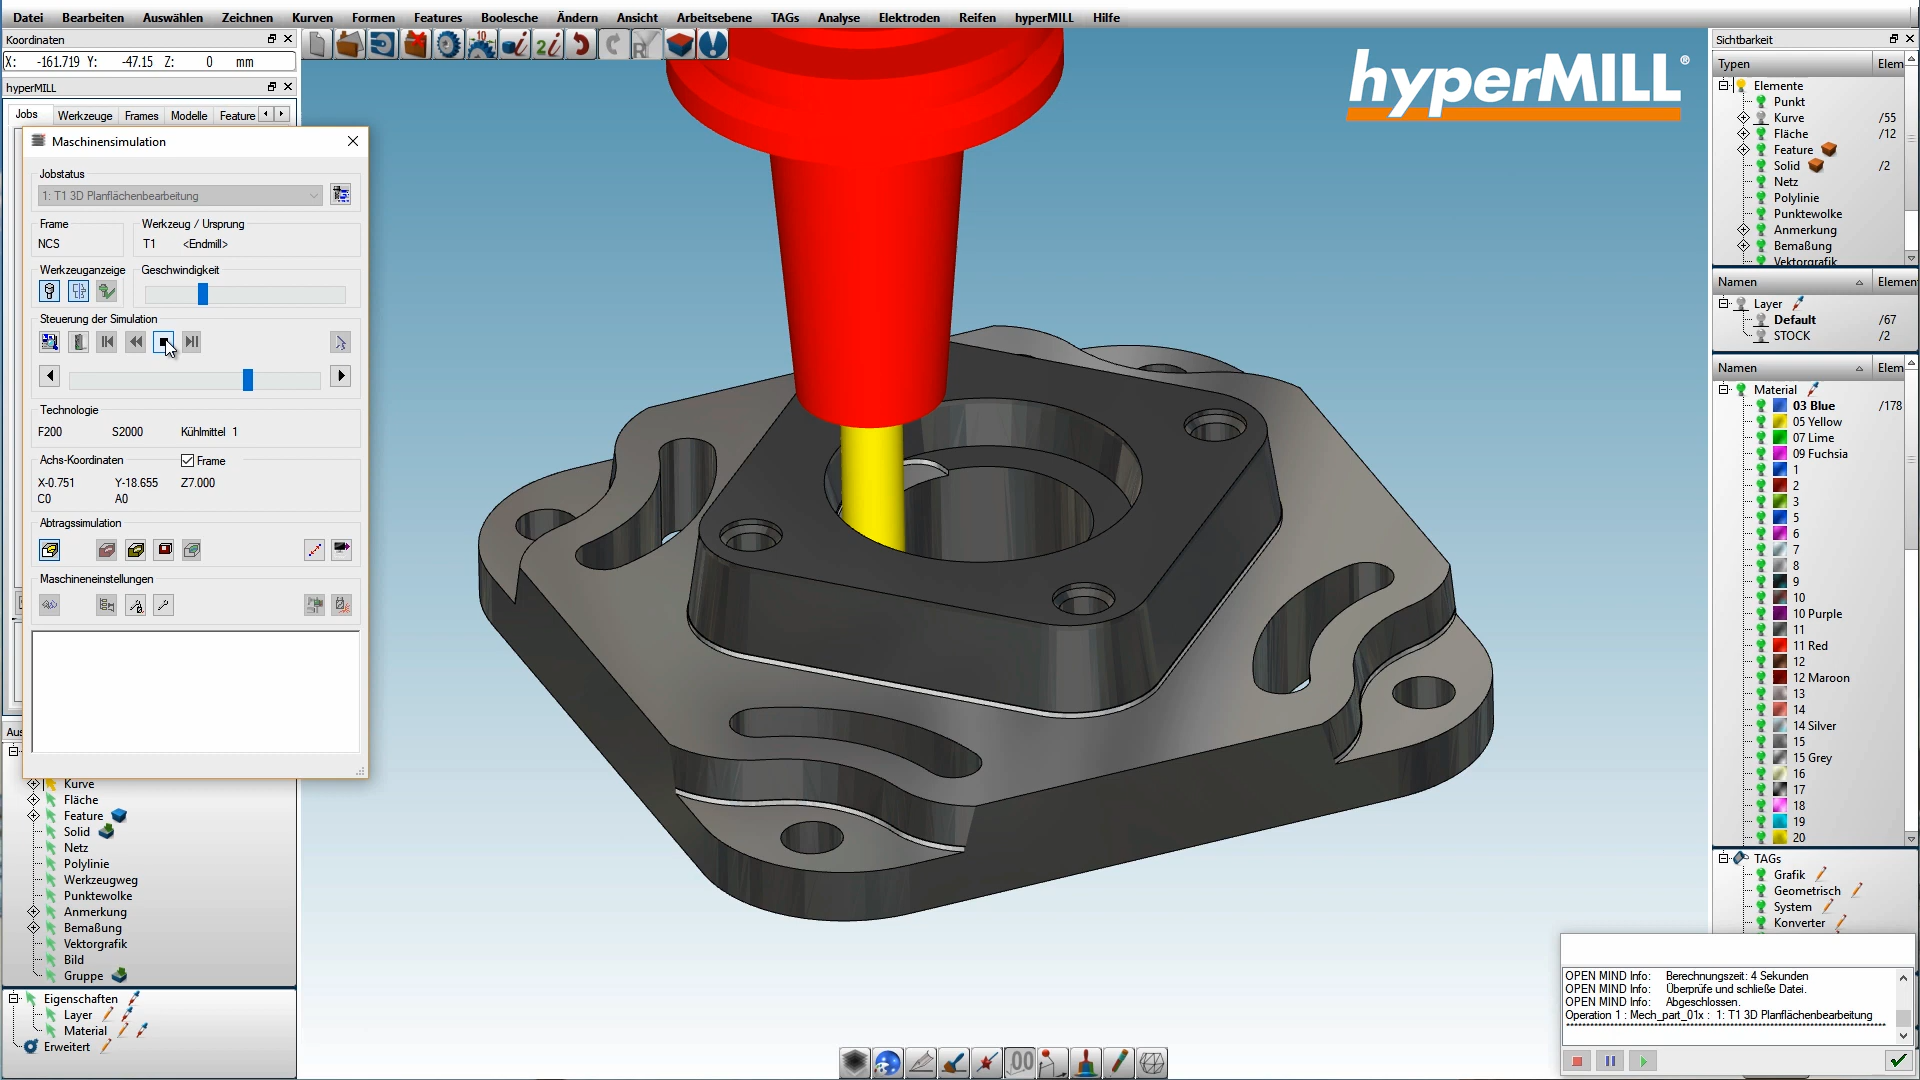 Datei Bearbeiten Auswählen Zeichnen Kurven Formen Features Boolesche Ändern Ansicht Arbeitsebene TAGs Analyse Elektroden Reifen hyperMILL Hilfe
Koordinaten
X: -161.719 Y: -47.15 Z: 0 mm
hyperMILL
Jobs Werkzeuge Frames Modelle Feature
Maschinensimulation
Jobstatus
1: T1 3D Planflächenbearbeitung
Frame Werkzeug / Ursprung
NCS T1 <Endmill>
Werkzeuganzeige Geschwindigkeit
Steuerung der Simulation
Technologie
F200 S2000 Kühlmittel 1
Achs-Koordinaten Frame
X-0.751 Y-18.655 Z7.000
C0 A0
Abtragssimulation
Maschineneinstellungen
Aus
Kurve
Fläche
Feature
Solid
Netz
Polylinie
Werkzeugweg
Punktewolke
Anmerkung
Bemaßung
Vektorgrafik
Bild
Gruppe
Eigenschaften
Layer
Material
Erweitert
hyperMILL®
Sichtbarkeit
Typen Elem
Elemente
Punkt
Kurve /55
Fläche /12
Feature
Solid /2
Netz
Polylinie
Punktewolke
Anmerkung
Bemaßung
Vektorgrafik
Namen Elemen
Layer
Default /67
STOCK /2
Namen Elem
Material
03 Blue /178
05 Yellow
07 Lime
09 Fuchsia
1
2
3
5
6
7
8
9
10
10 Purple
11
11 Red
12
12 Maroon
13
14
14 Silver
15
15 Grey
16
17
18
19
20
TAGs
Grafik
Geometrisch
System
Konverter
OPEN MIND Info: Berechnungszeit: 4 Sekunden
OPEN MIND Info: Überprüfe und schließe Datei.
OPEN MIND Info: Abgeschlossen.
Operation 1 : Mech_part_01x : 1: T1 3D Planflächenbearbeitung